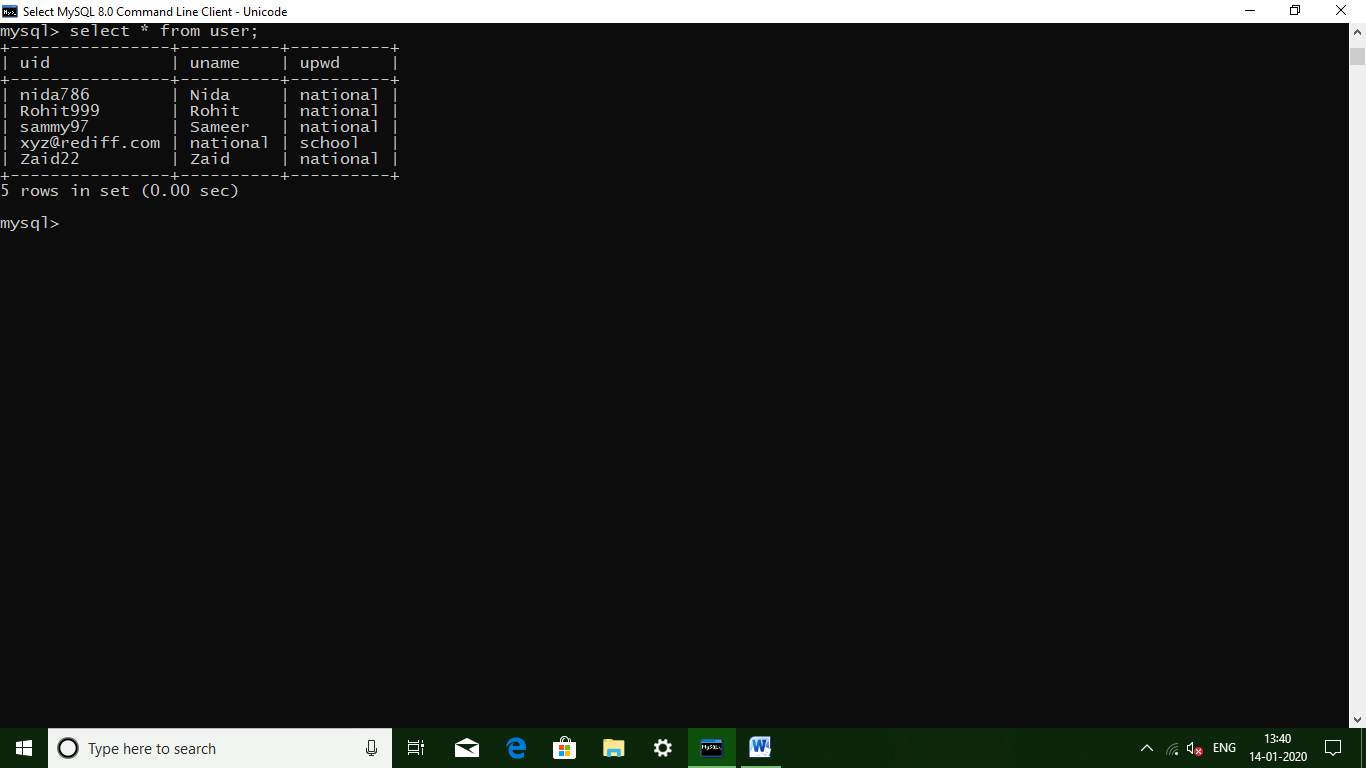 Select MySQL 8.0 Command Line Client - Unicode
mysql> select * from user;
+----------------+----------+----------+
| uid            | uname    | upwd     |
+----------------+----------+----------+
| nida786        | Nida     | national |
| Rohit999       | Rohit    | national |
| sammy97        | Sameer   | national |
| xyz@rediff.com | national | school   |
| Zaid22         | Zaid     | national |
+----------------+----------+----------+
5 rows in set (0.00 sec)
mysql>
Type here to search
ENG
13:40
14-01-2020